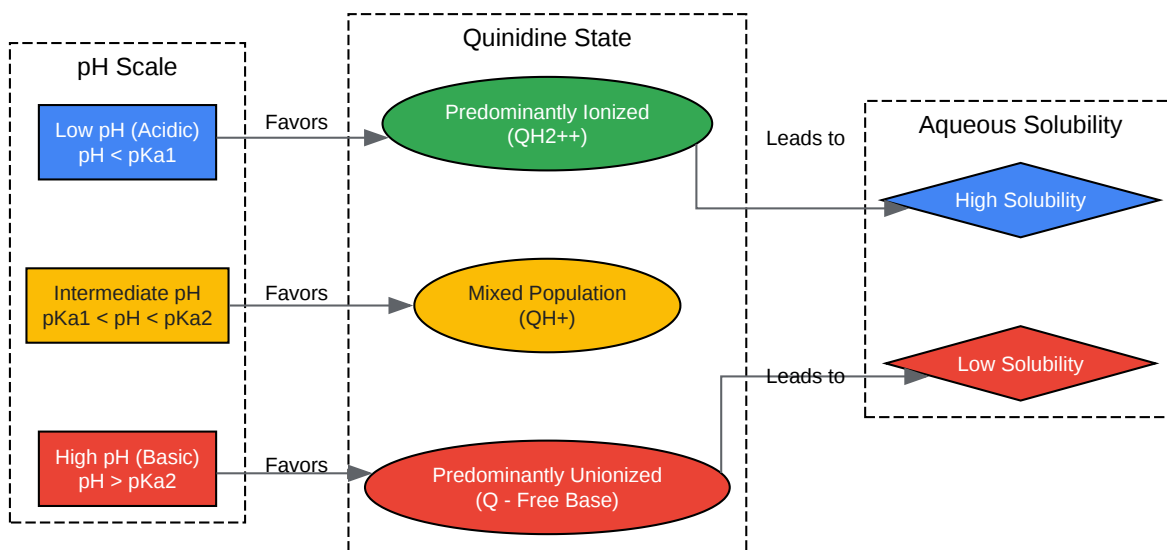 Quinidine State
pH Scale
Low pH (Acidic)
pH < pKa1
Favors
Predominantly Ionized
(QH2++)
Leads to
Aqueous Solubility
High Solubility
Intermediate pH
pKa1 < pH < pKa2
Favors
Mixed Population
(QH+)
Low Solubility
Leads to
High pH (Basic)
pH > pKa2
Favors
Predominantly Unionized
(Q - Free Base)